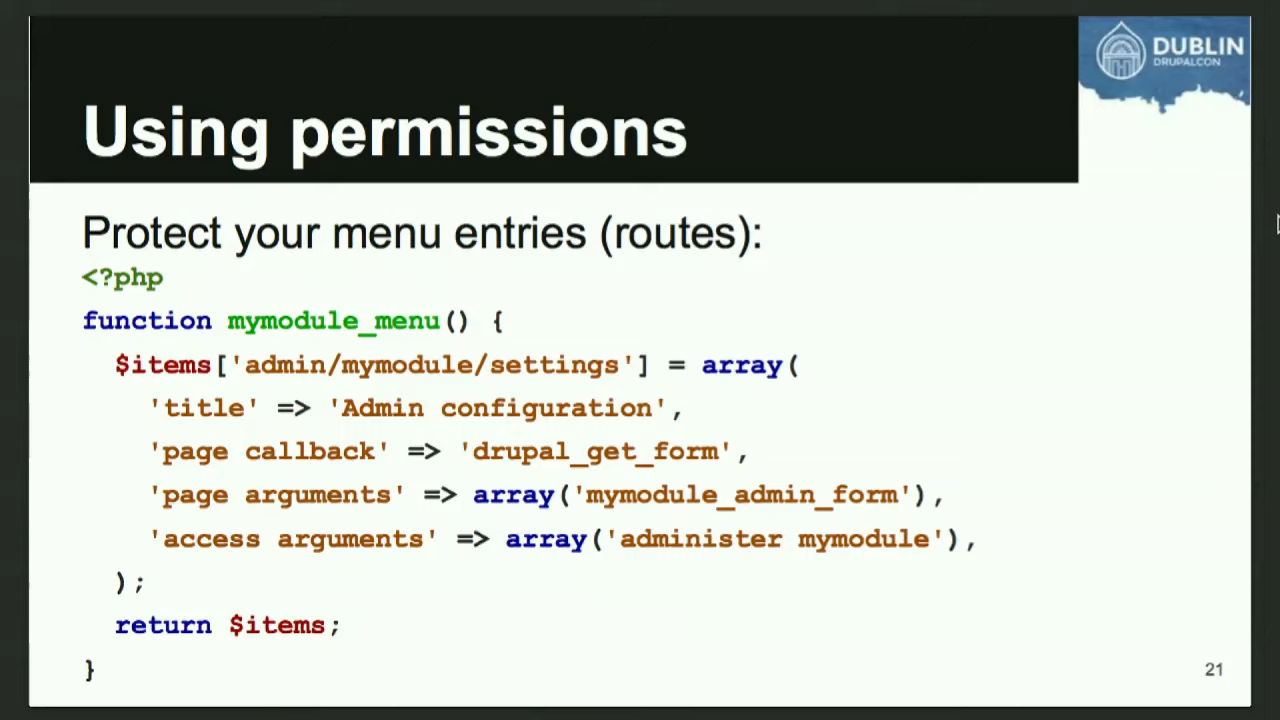 DUBLIN
DRUPALCON
Using permissions
Protect your menu entries (routes):
<?php
function mymodule_menu() {
  $items['admin/mymodule/settings'] = array(
    'title' => 'Admin configuration',
    'page callback' => 'drupal_get_form',
    'page arguments' => array('mymodule_admin_form'),
    'access arguments' => array('administer mymodule'),
  );
  return $items;
}
21